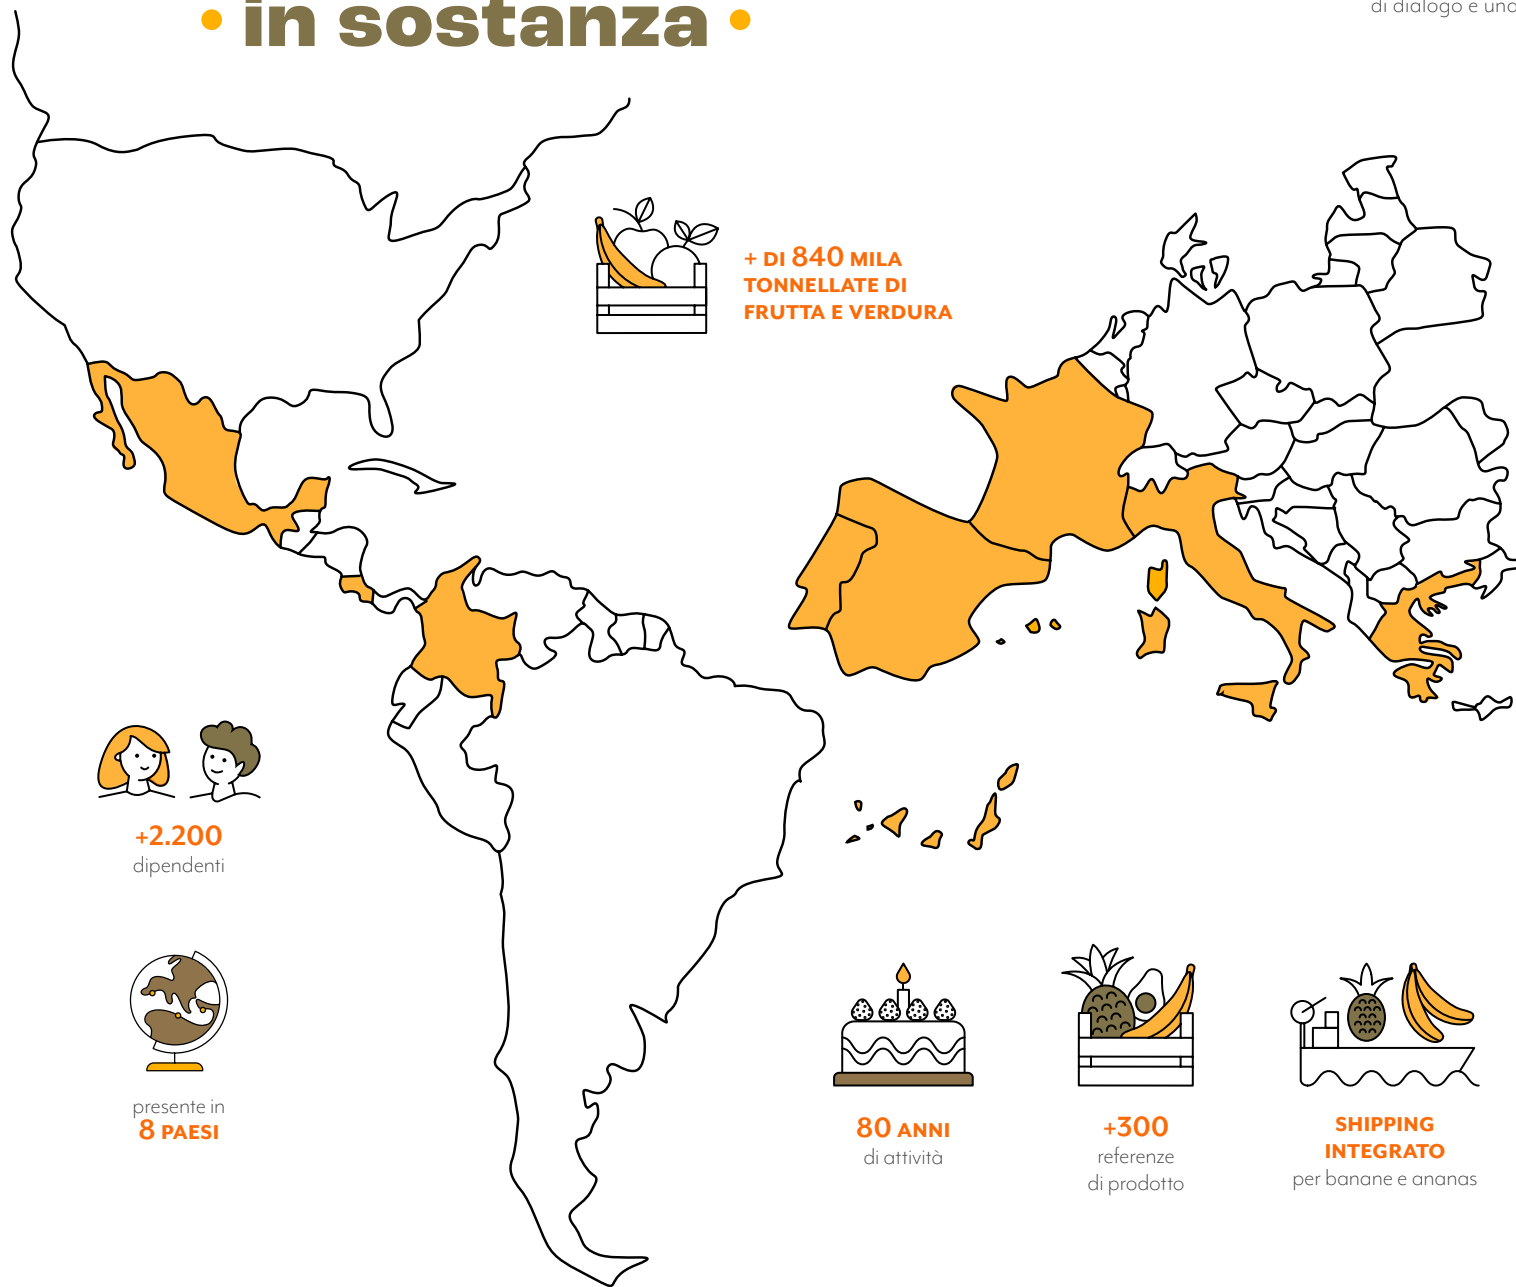 di dialogo e una
• in sostanza •
+ DI 840 MILA
TONNELLATE DI
FRUTTA E VERDURA
+2.200
dipendenti
presente in
8 PAESI
80 ANNI
di attività
+300
referenze
di prodotto
SHIPPING
INTEGRATO
per banane e ananas